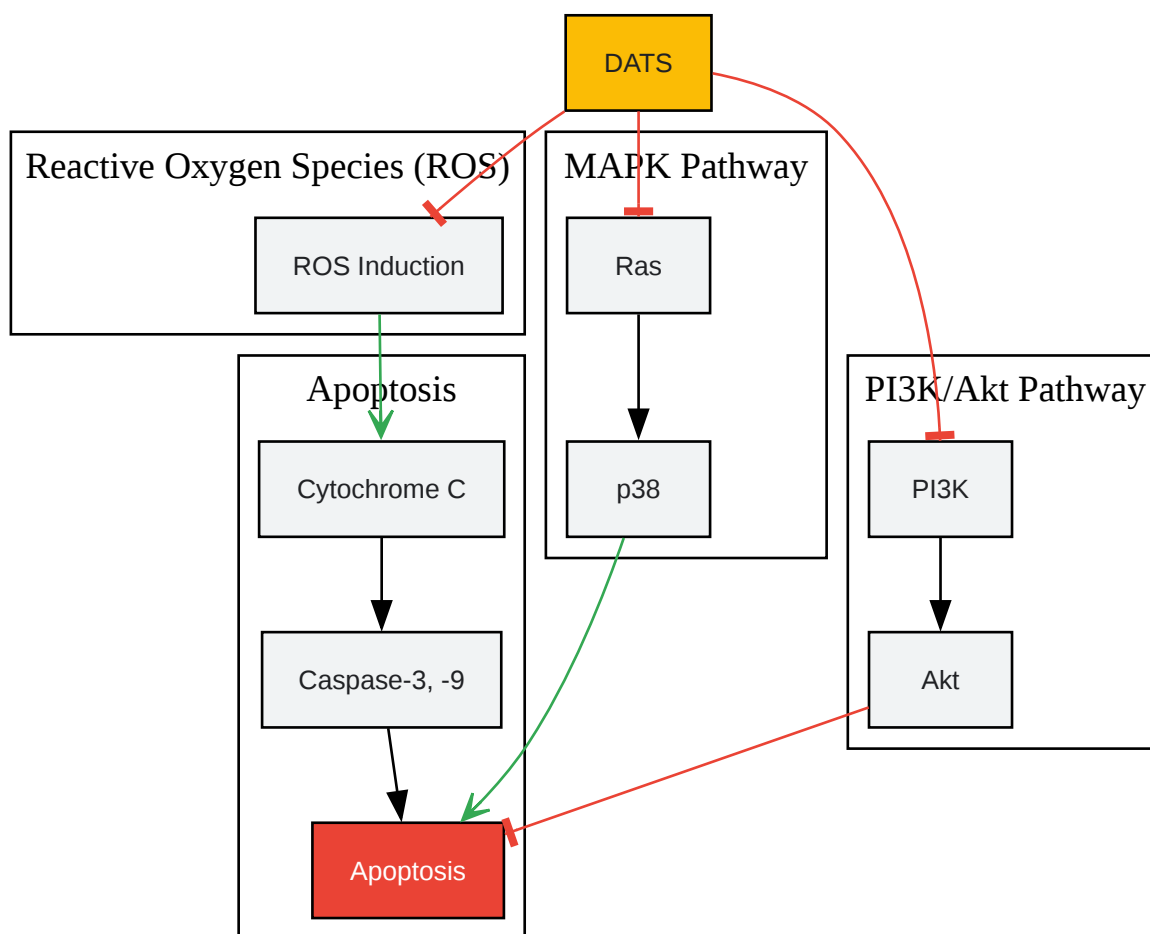 DATS
Reactive Oxygen Species (ROS)
MAPK Pathway
ROS Induction
Ras
Apoptosis
PI3K/Akt Pathway
Cytochrome C
p38
PI3K
Caspase-3, -9
Akt
Apoptosis